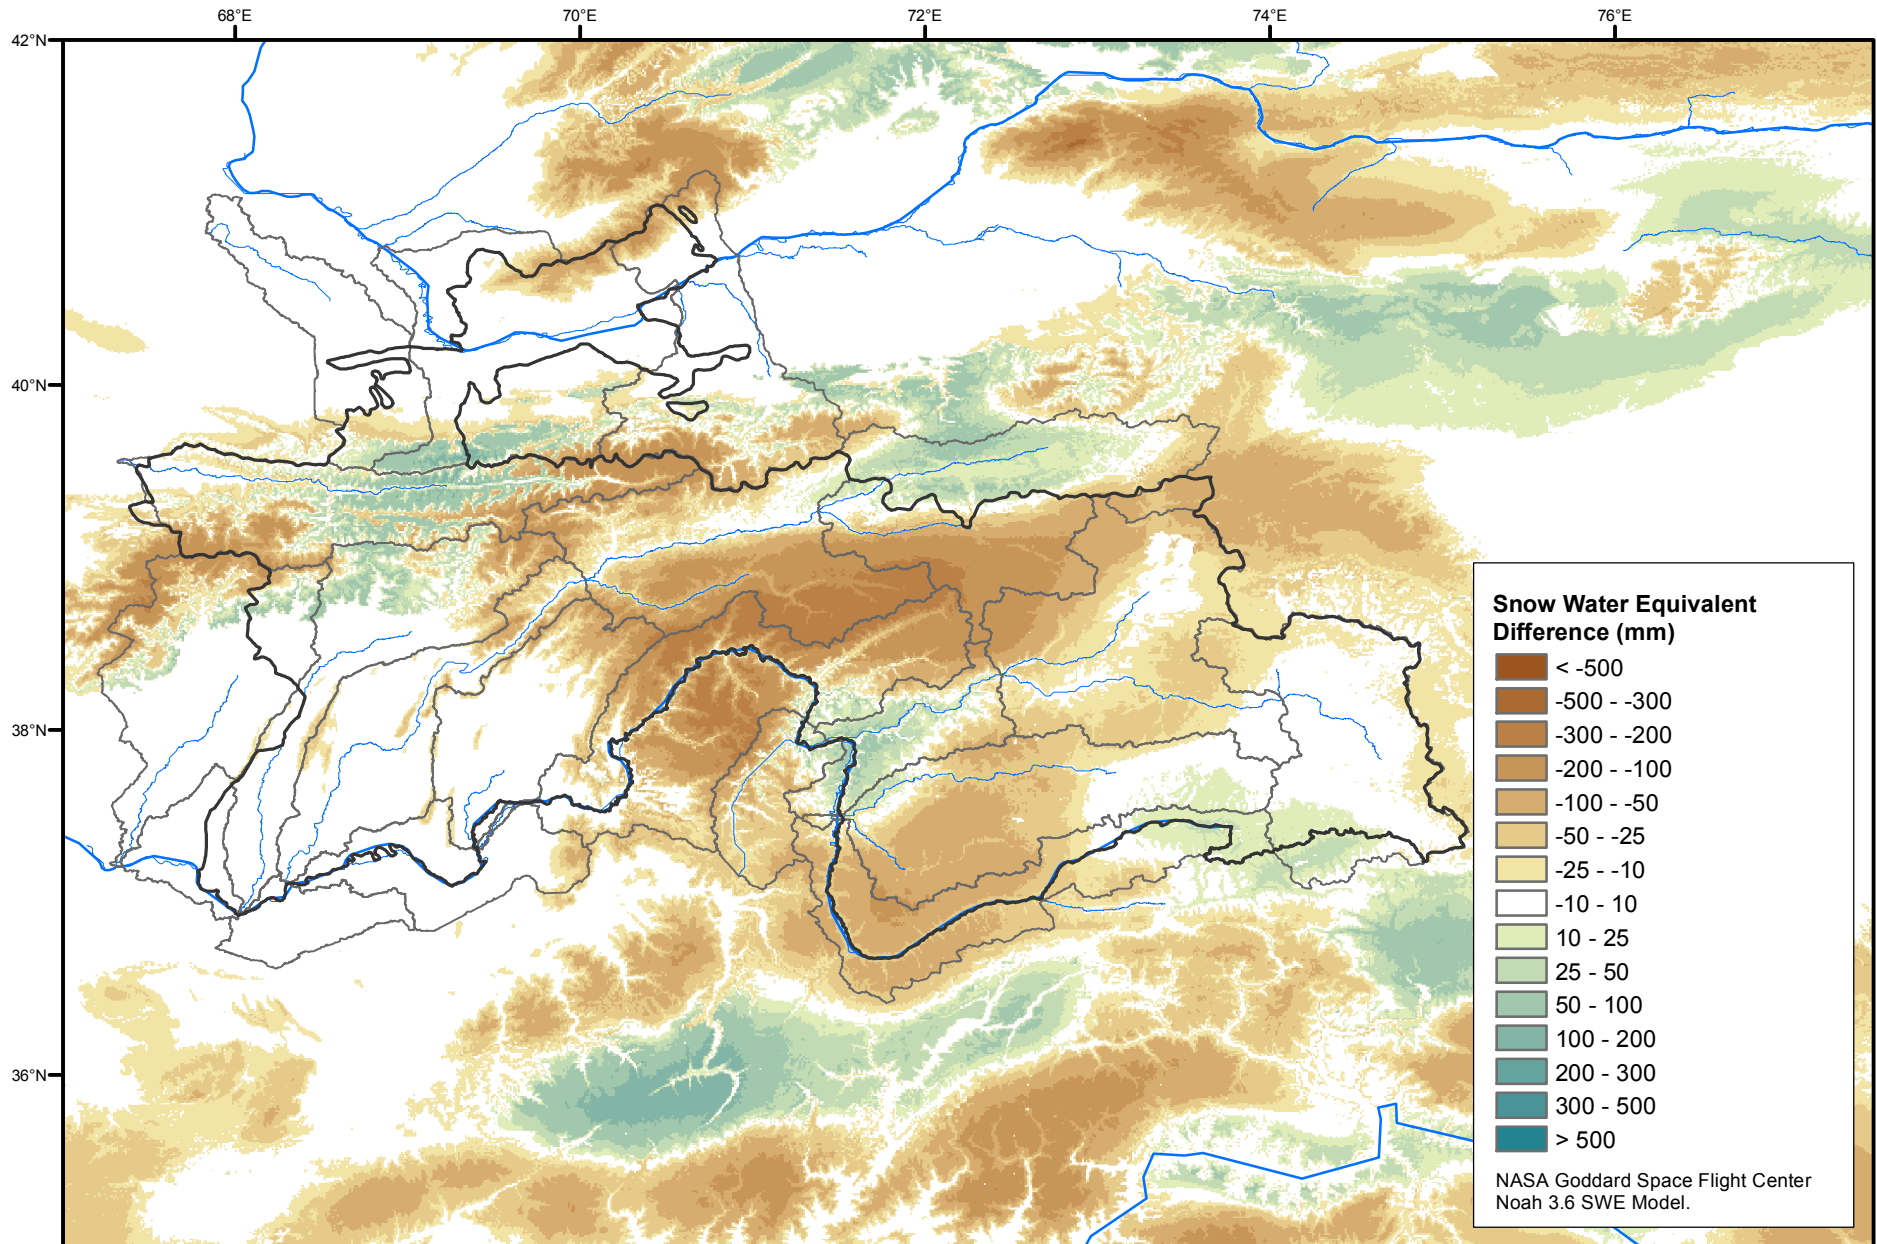 68°E
70°E
72°E
74°E
76°E
42°N
40°N
38°N
36°N
Snow Water Equivalent
Difference (mm)
< -500
-500 - -300
-300 - -200
-200 - -100
-100 - -50
-50 - -25
-25 - -10
-10 - 10
10 - 25
25 - 50
50 - 100
100 - 200
200 - 300
300 - 500
> 500
NASA Goddard Space Flight Center
Noah 3.6 SWE Model.